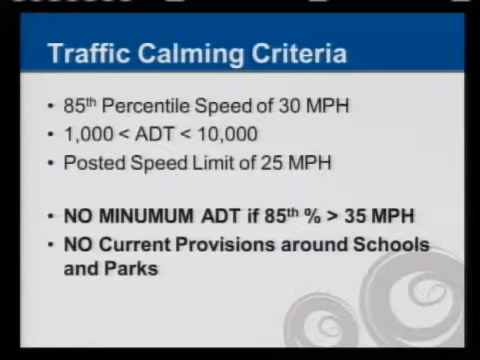 Traffic Calming Criteria
• 85th Percentile Speed of 30 MPH
• 1,000 < ADT < 10,000
• Posted Speed Limit of 25 MPH
• NO MINUMUM ADT if 85th % > 35 MPH
• NO Current Provisions around Schools
and Parks